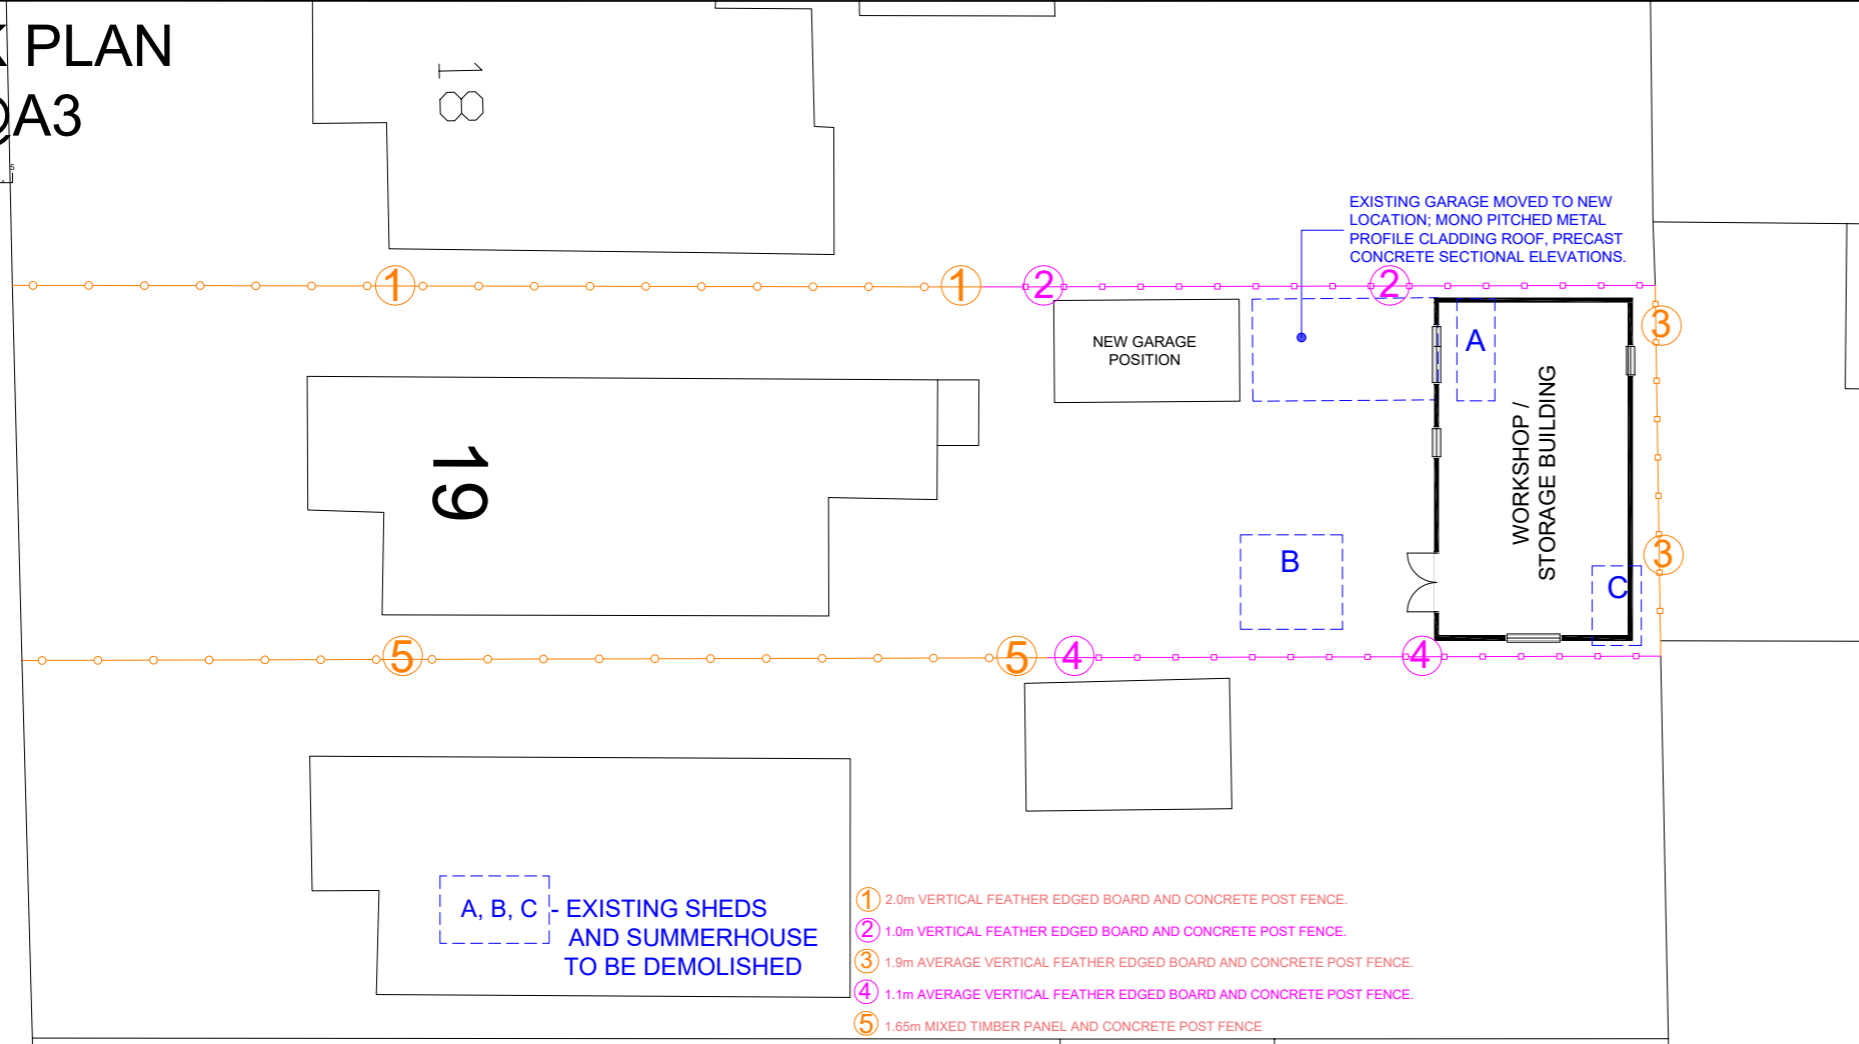 PLAN
@A3
5
18
EXISTING GARAGE MOVED TO NEW
LOCATION; MONO PITCHED METAL
PROFILE CLADDING ROOF, PRECAST
CONCRETE SECTIONAL ELEVATIONS.
1
1
2
2
3
NEW GARAGE
POSITION
A
WORKSHOP /
STORAGE BUILDING
19
B
C
3
5
5
4
4
A, B, C - EXISTING SHEDS
AND SUMMERHOUSE
TO BE DEMOLISHED
1 2.0m VERTICAL FEATHER EDGED BOARD AND CONCRETE POST FENCE.
2 1.0m VERTICAL FEATHER EDGED BOARD AND CONCRETE POST FENCE.
3 1.9m AVERAGE VERTICAL FEATHER EDGED BOARD AND CONCRETE POST FENCE.
4 1.1m AVERAGE VERTICAL FEATHER EDGED BOARD AND CONCRETE POST FENCE.
5 1.65m MIXED TIMBER PANEL AND CONCRETE POST FENCE